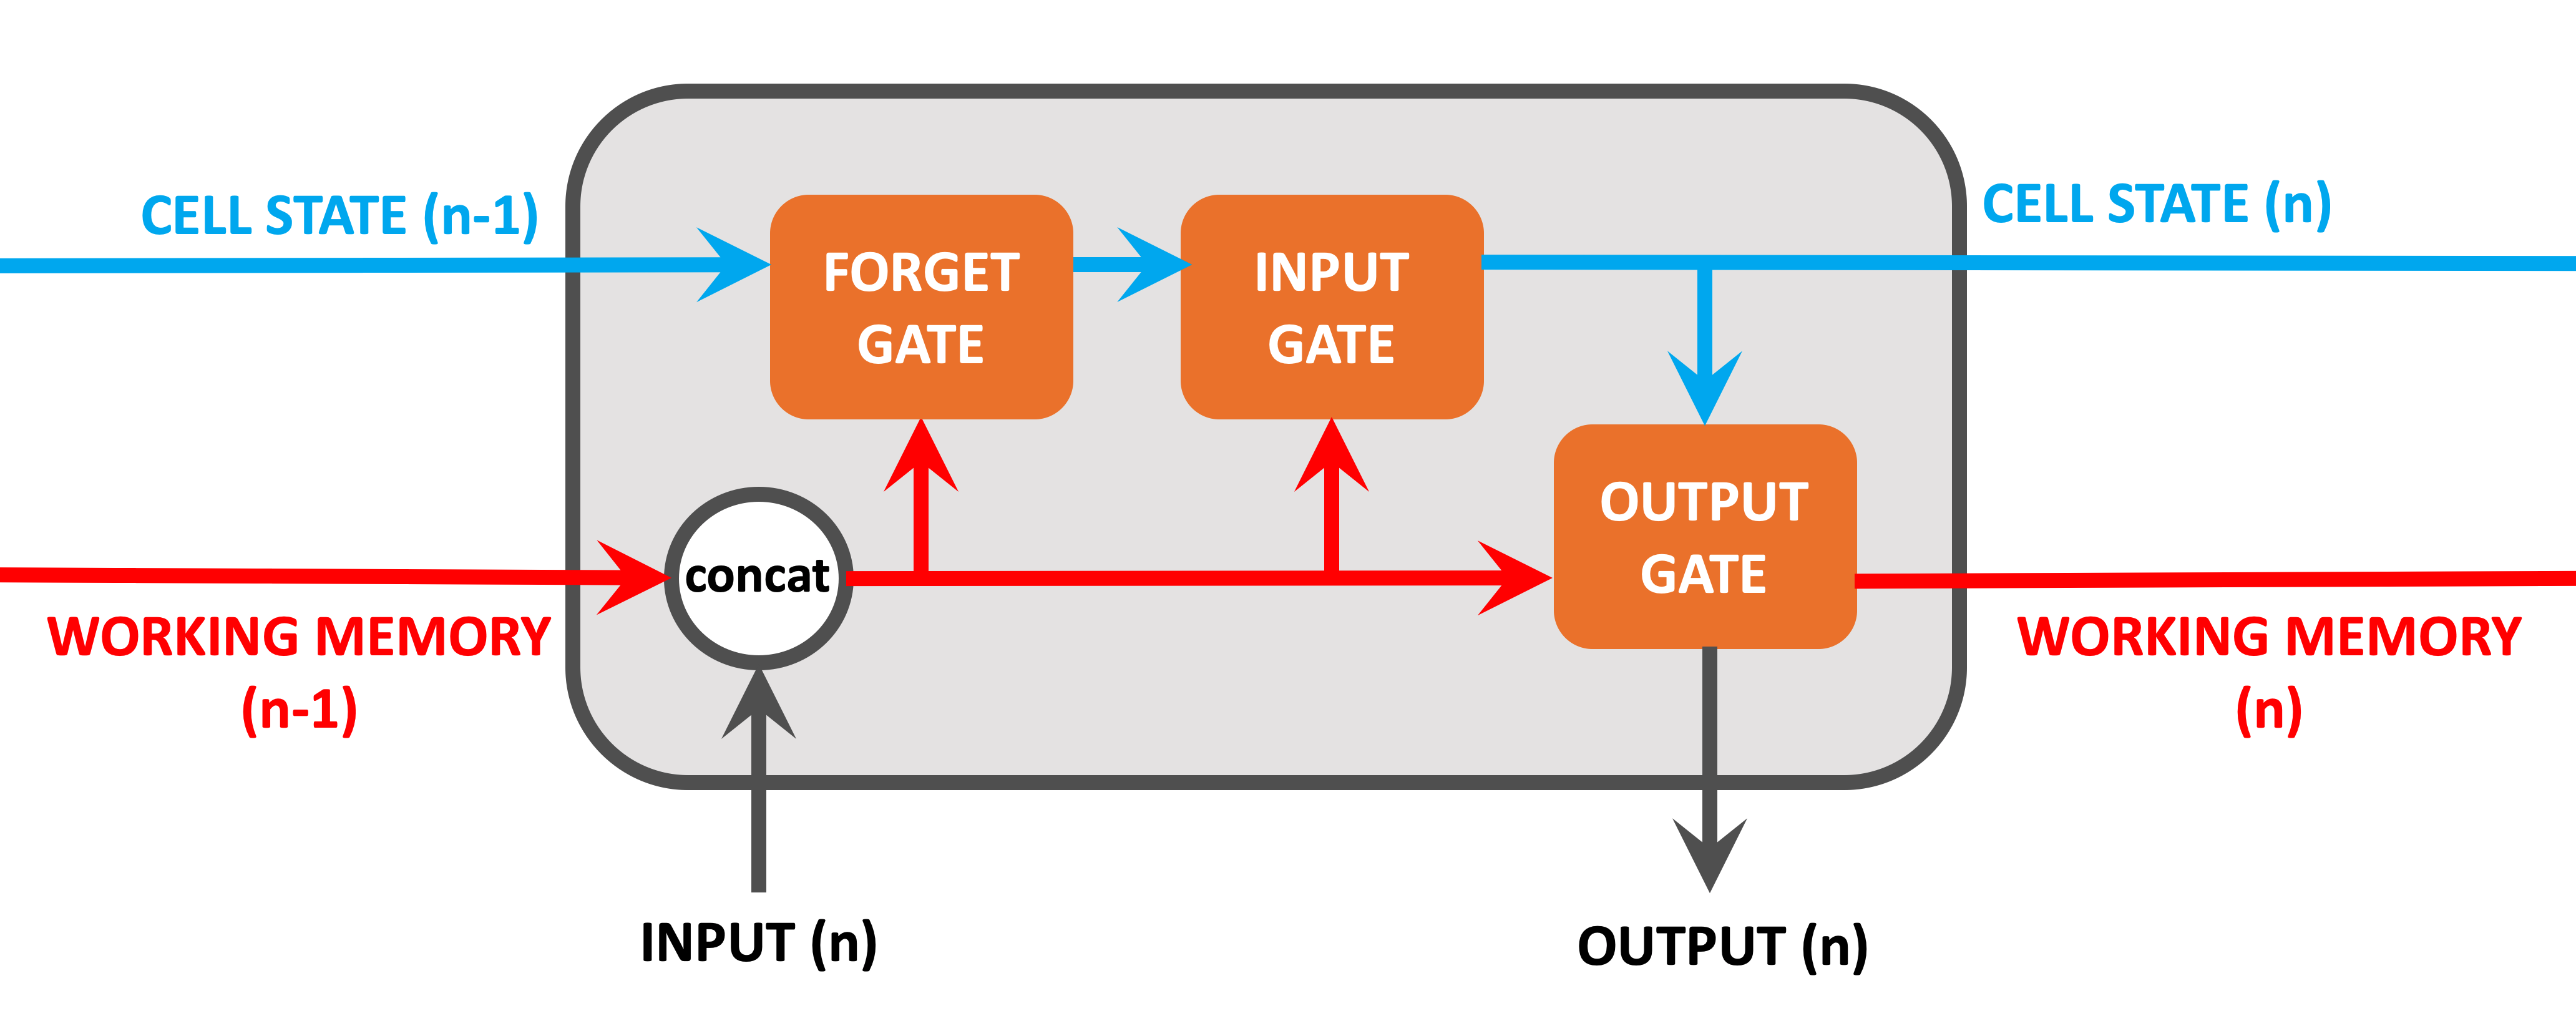 CELL STATE (n-1)
CELL STATE (n)
FORGET
GATE
INPUT
GATE
OUTPUT
GATE
concat
WORKING MEMORY
(n-1)
WORKING MEMORY
(n)
INPUT (n)
OUTPUT (n)